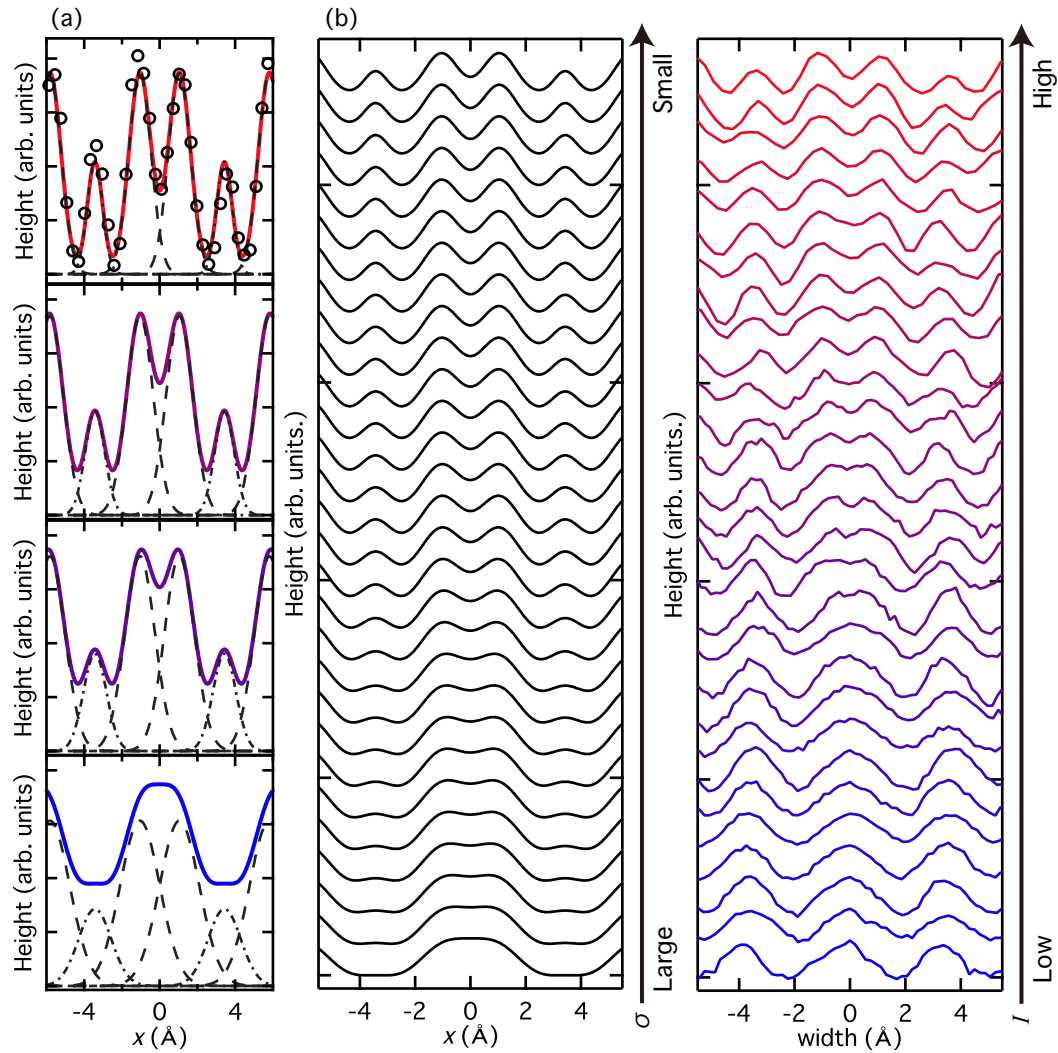 (a)
(b)
Height (arb. units)
Height (arb. units)
Height (arb. units)
Height (arb. units)
-4 0 4
x (Å)
Height (arb. units.)
-4 -2 0 2 4
x (Å)
Small
Large
σ
Height (arb. units.)
-4 -2 0 2 4
width (Å)
High
Low
I